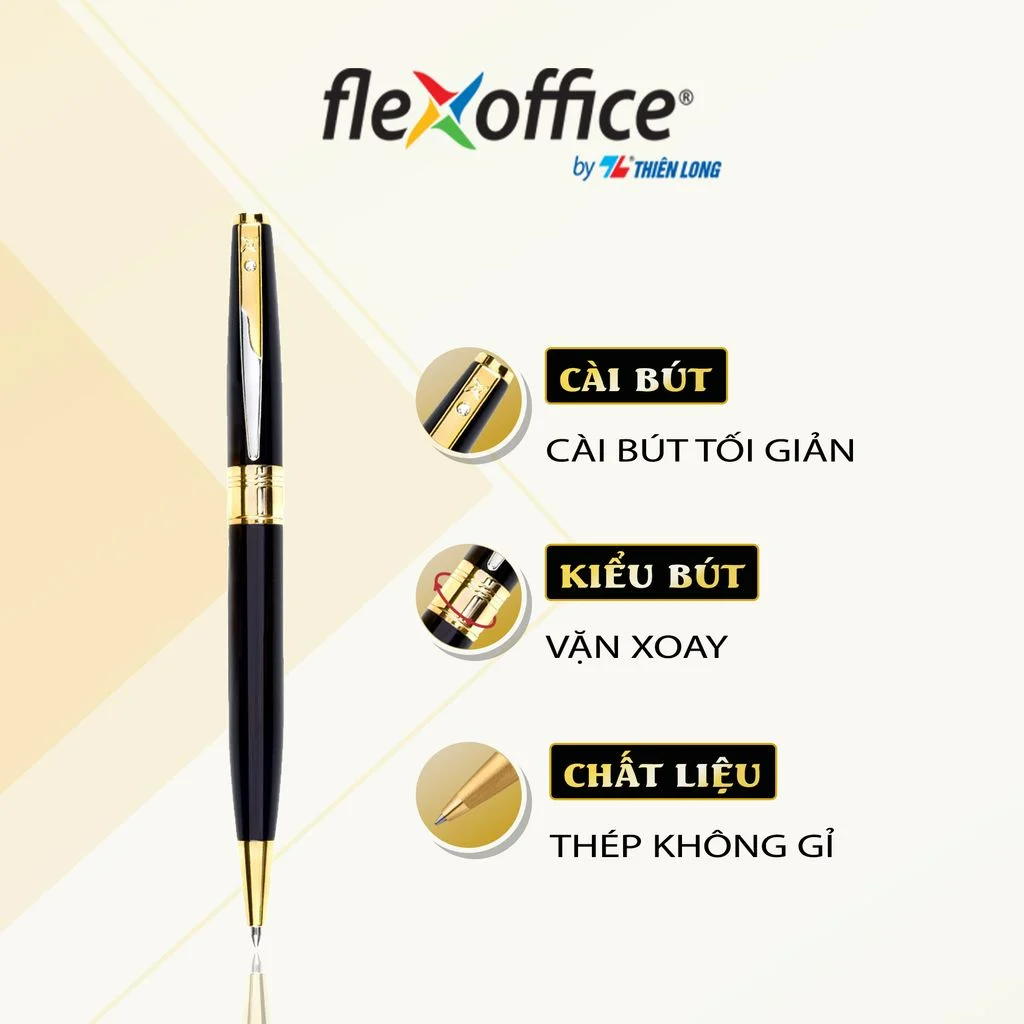 flexoffice®
by TL® THIÊN LONG
CÀI BÚT
CÀI BÚT TỐI GIẢN
KIỂU BÚT
VẶN XOAY
CHẤT LIỆU
THÉP KHÔNG GỈ